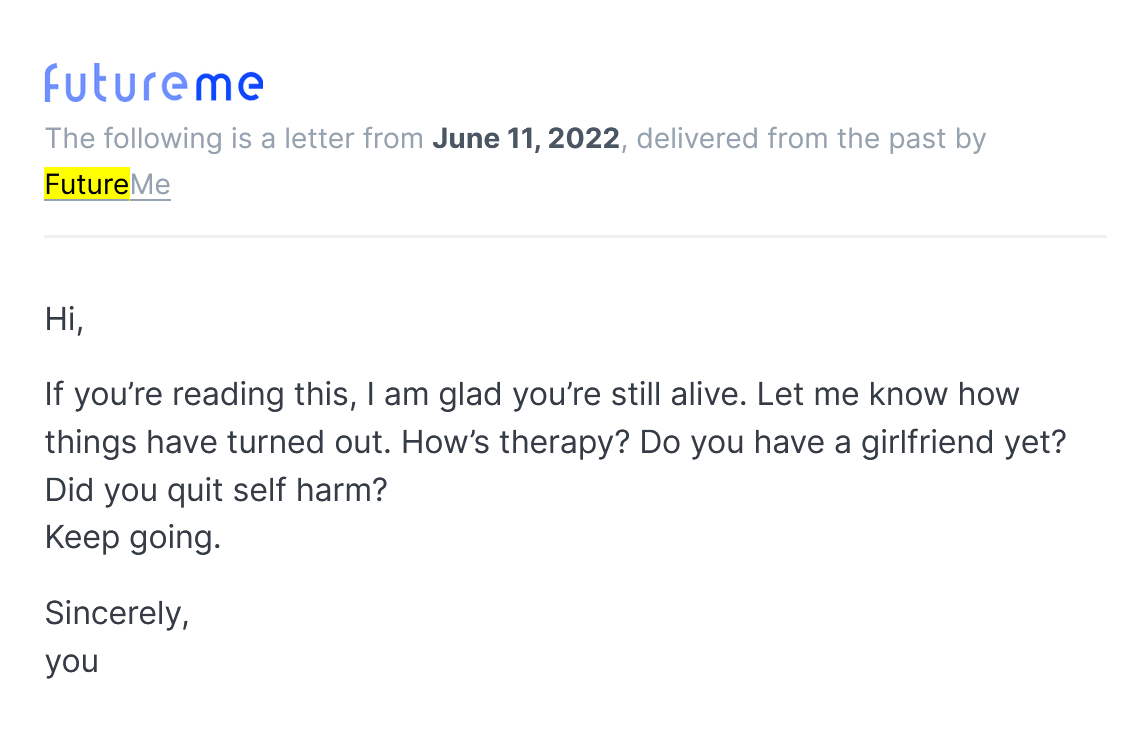 futureme
The following is a letter from June 11, 2022, delivered from the past by
FutureMe
Hi,
If you’re reading this, I am glad you’re still alive. Let me know how
things have turned out. How’s therapy? Do you have a girlfriend yet?
Did you quit self harm?
Keep going.
Sincerely,
you